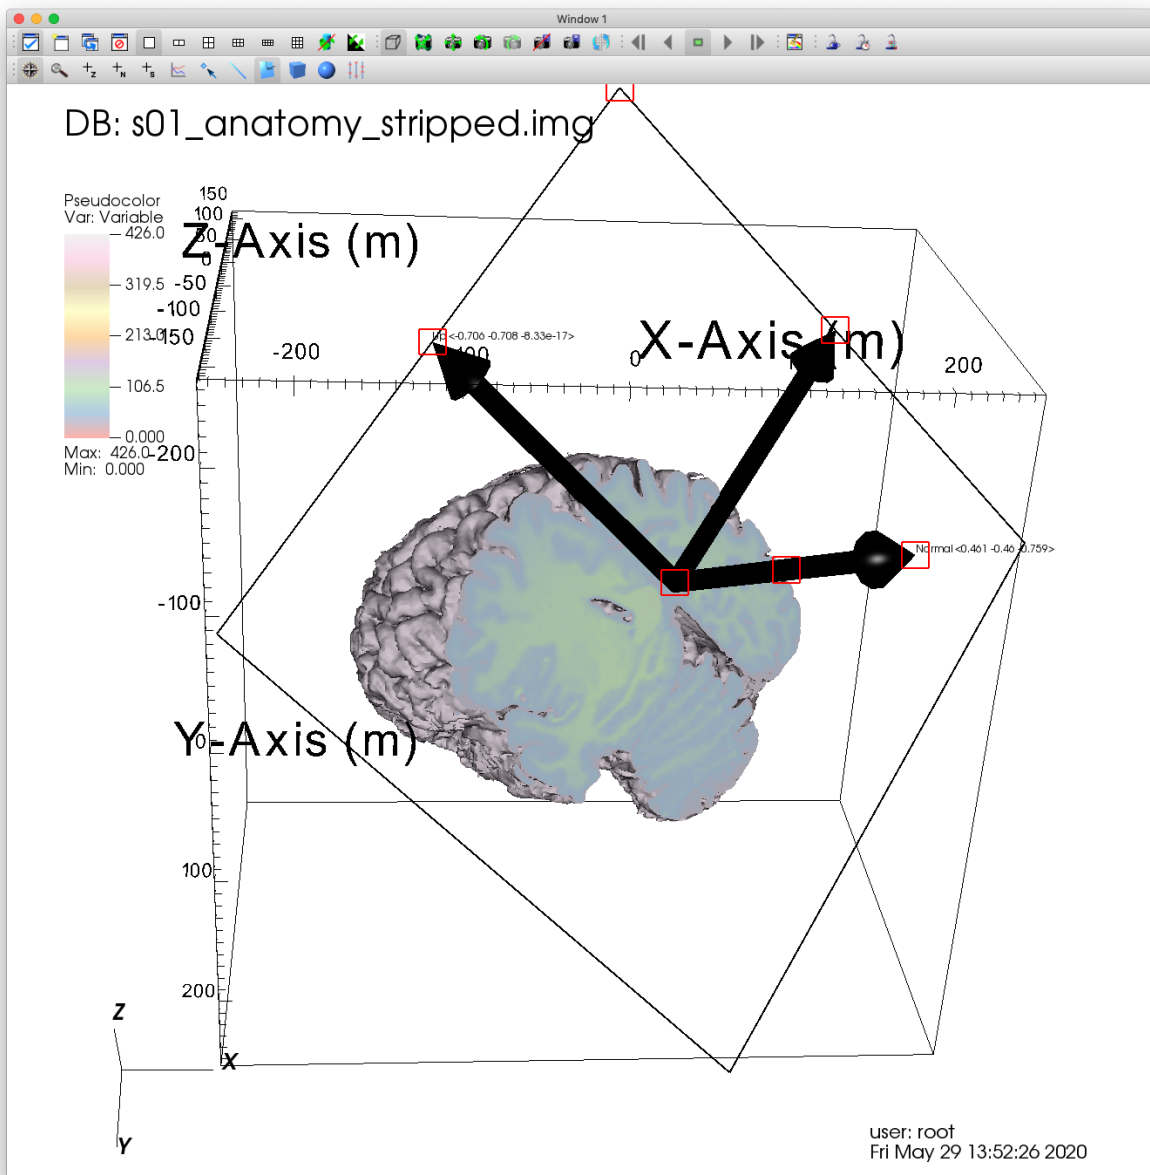 Window 1
DB: s01_anatomy_stripped.img
Pseudocolor
Var: Variable
426.0
319.5
213.0
106.5
0.000
Max: 426.0
Min: 0.000
150
100
50
0
-50
-100
-150
Z-Axis (m)
Up <-0.706 -0.708 -8.33e-17>
X-Axis (m)
-200
0
200
Normal <0.461 -0.46 -0.759>
-200
-100
0
100
200
Y-Axis (m)
Z
X
Y
user: root
Fri May 29 13:52:26 2020